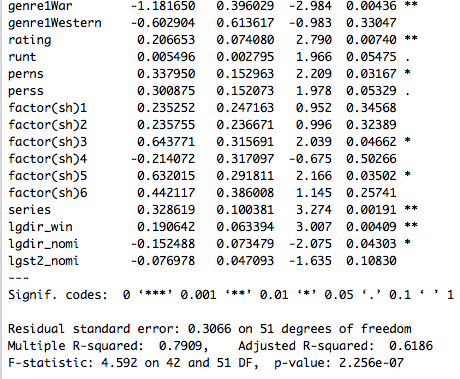 genre1War -1.181650 0.396029 -2.984 0.00436 **
genre1Western -0.602904 0.613617 -0.983 0.33047
rating 0.206653 0.074080 2.790 0.00740 **
runt 0.005496 0.002795 1.966 0.05475 .
perns 0.337950 0.152963 2.209 0.03167 *
perss 0.300875 0.152073 1.978 0.05329 .
factor(sh)1 0.235252 0.247163 0.952 0.34568
factor(sh)2 0.235755 0.236671 0.996 0.32389
factor(sh)3 0.643771 0.315691 2.039 0.04662 *
factor(sh)4 -0.214072 0.317097 -0.675 0.50266
factor(sh)5 0.632015 0.291811 2.166 0.03502 *
factor(sh)6 0.442117 0.386008 1.145 0.25741
series 0.328619 0.100381 3.274 0.00191 **
lgdir_win 0.190642 0.063394 3.007 0.00409 **
lgdir_nomi -0.152488 0.073479 -2.075 0.04303 *
lgst2_nomi -0.076978 0.047093 -1.635 0.10830
---
Signif. codes: 0 ‘***’ 0.001 ‘**’ 0.01 ‘*’ 0.05 ‘.’ 0.1 ‘ ’ 1
Residual standard error: 0.3066 on 51 degrees of freedom
Multiple R-squared: 0.7909, Adjusted R-squared: 0.6186
F-statistic: 4.592 on 42 and 51 DF, p-value: 2.256e-07